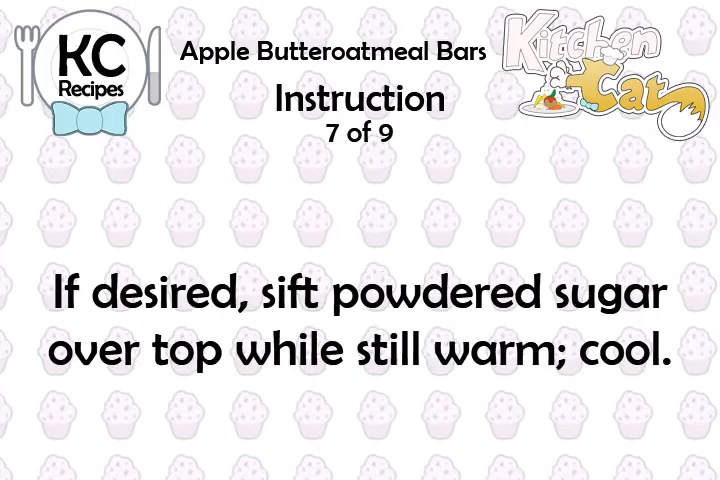 KC
Recipes
Apple Butteroatmeal Bars
Instruction
7 of 9
Kitchen
Cat
If desired, sift powdered sugar
over top while still warm; cool.